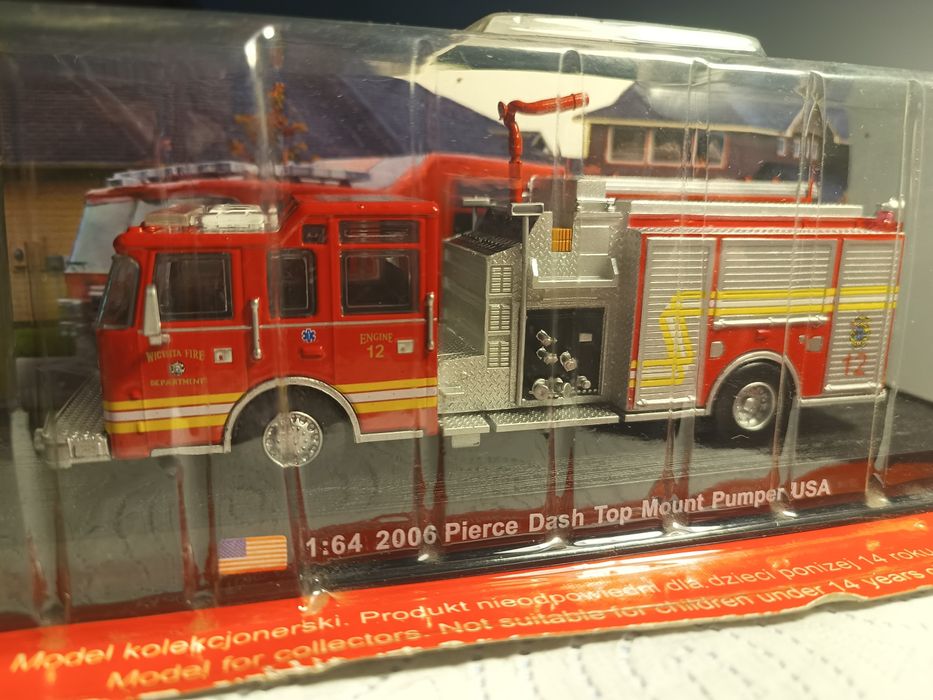 WICHITA FIRE
DEPARTMENT
ENGINE
12
12
1:64 2006 Pierce Dash Top Mount Pumper USA
Model kolekcjonerski. Produkt nieodpowiedni dla dzieci poniżej 14 roku
Model for collectors. Not suitable for children under 14 years